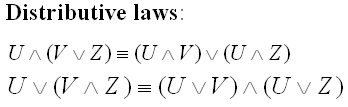 Distributive laws:
U ∧ (V ∨ Z) ≡ (U ∧ V) ∨ (U ∧ Z)
U ∨ (V ∧ Z) ≡ (U ∨ V) ∧ (U ∨ Z)